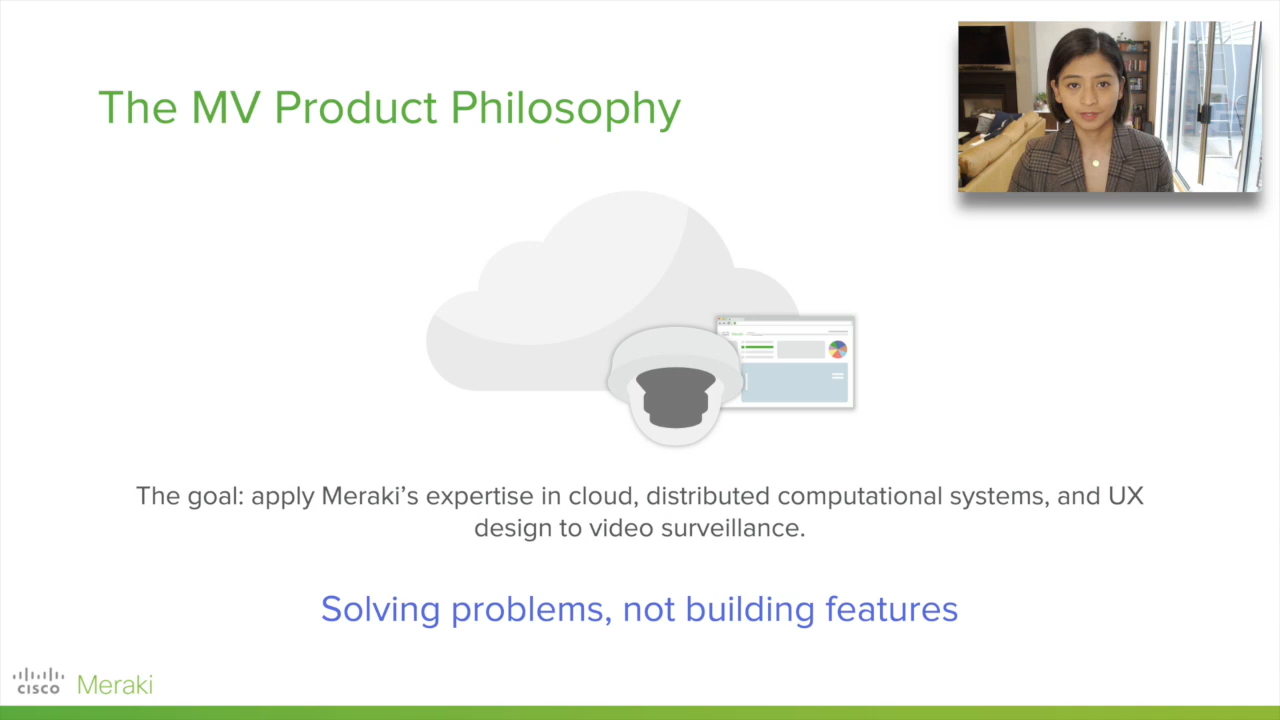 The MV Product Philosophy
The goal: apply Meraki's expertise in cloud, distributed computational systems, and UX
design to video surveillance.
Solving problems, not building features
CISCO Meraki